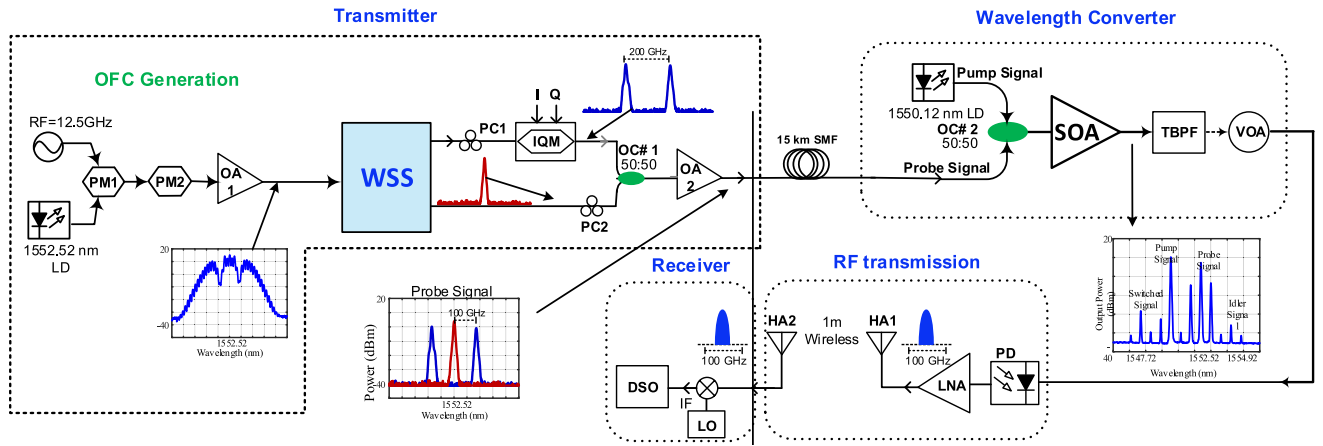 Transmitter
Wavelength Converter
OFC Generation
RF=12.5GHz
PM1
PM2
OA
1
1552.52 nm
LD
20
-40
1552.52
Wavelength (nm)
WSS
PC1
I Q
IQM
200 GHz
OC# 1
50:50
PC2
OA
2
15 km SMF
Pump Signal
1550.12 nm LD
OC# 2
50:50
Probe Signal
SOA
TBPF
VOA
Probe Signal
20
100 GHz
Power (dBm)
-40
1552.52
Wavelength (nm)
Receiver
100 GHz
DSO
IF
LO
RF transmission
HA2
1m
Wireless
HA1
100 GHz
LNA
PD
20
Output Power
(dBm)
Pump
Signal
Probe
Signal
Switched
Signal
Idler
Signa
l
-
40
1547.72
1552.52
1554.92
Wavelength (nm)